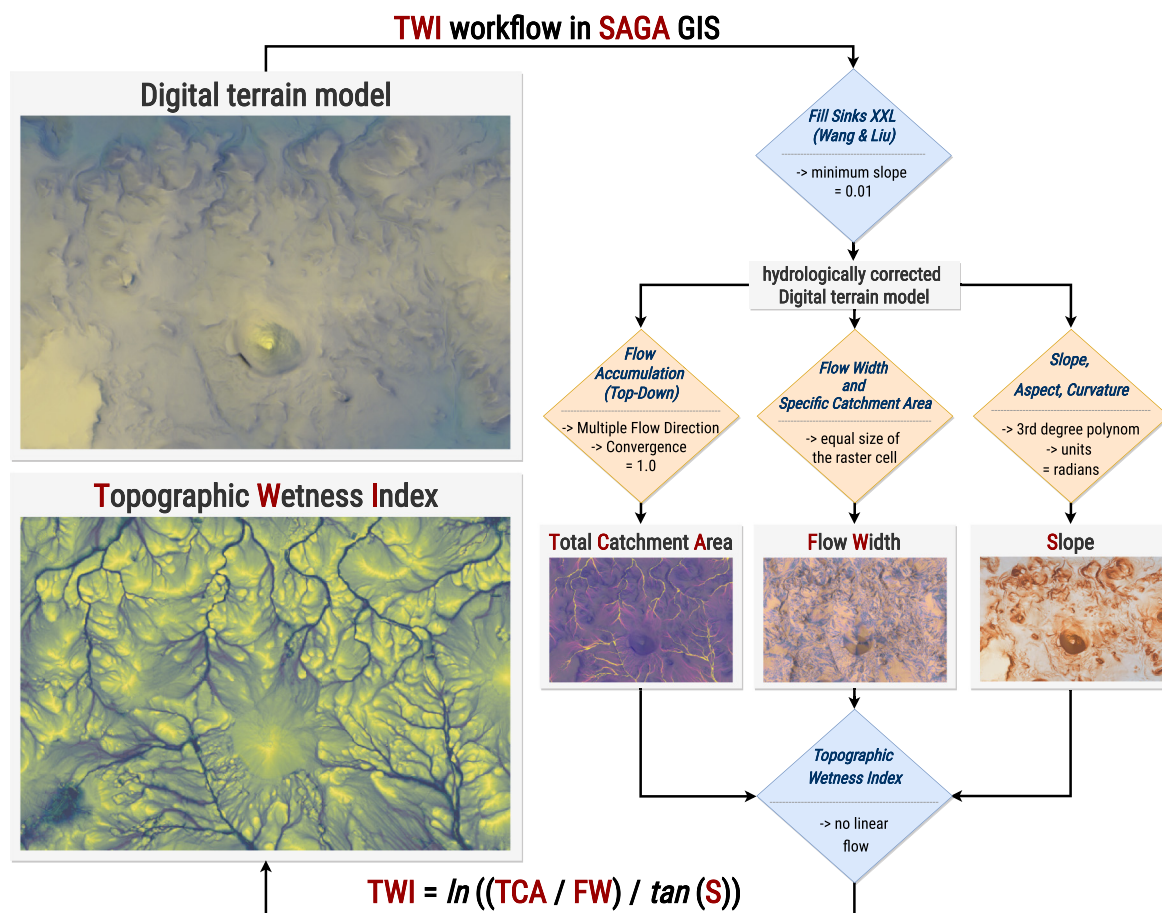 TWI workflow in SAGA GIS
Digital terrain model
Fill Sinks XXL
(Wang & Liu)
-> minimum slope
= 0.01
hydrologically corrected
Digital terrain model
Flow
Accumulation
(Top-Down)
-> Multiple Flow Direction
-> Convergence
= 1.0
Flow Width
and
Specific Catchment Area
-> equal size of
the raster cell
Slope,
Aspect, Curvature
-> 3rd degree polynom
-> units
= radians
Topographic Wetness Index
Total Catchment Area
Flow Width
Slope
Topographic
Wetness Index
-> no linear
flow
TWI = ln ((TCA / FW) / tan (S))